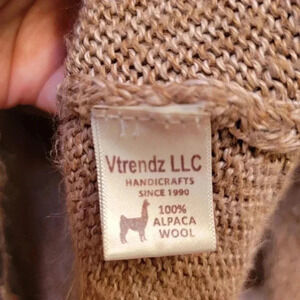 Vtrendz LLC
HANDICRAFTS
SINCE 1990
100%
ALPACA
WOOL